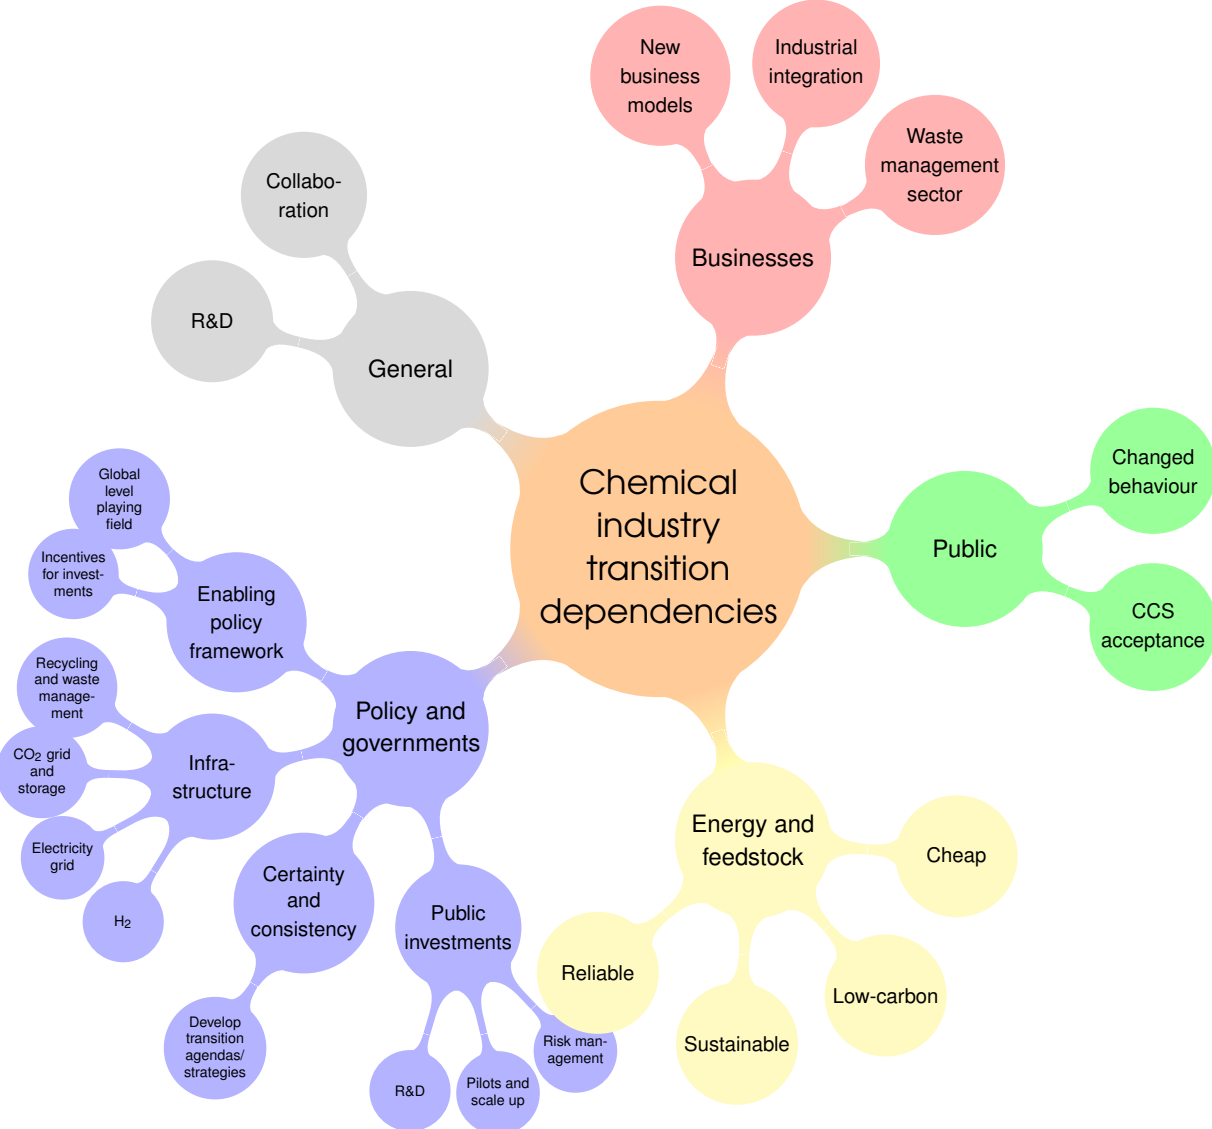 Chemical
industry
transition
dependencies
Businesses
New
business
models
Industrial
integration
Waste
management
sector
Public
Changed
behaviour
CCS
acceptance
Energy and
feedstock
Cheap
Low-carbon
Sustainable
Reliable
Policy and
governments
Public
investments
Risk man-
agement
Pilots and
scale up
R&D
Certainty
and
consistency
Develop
transition
agendas/
strategies
Infra-
structure
H2
Electricity
grid
CO2 grid
and
storage
Recycling
and waste
manage-
ment
Enabling
policy
framework
Incentives
for invest-
ments
Global
level
playing
field
General
R&D
Collabo-
ration